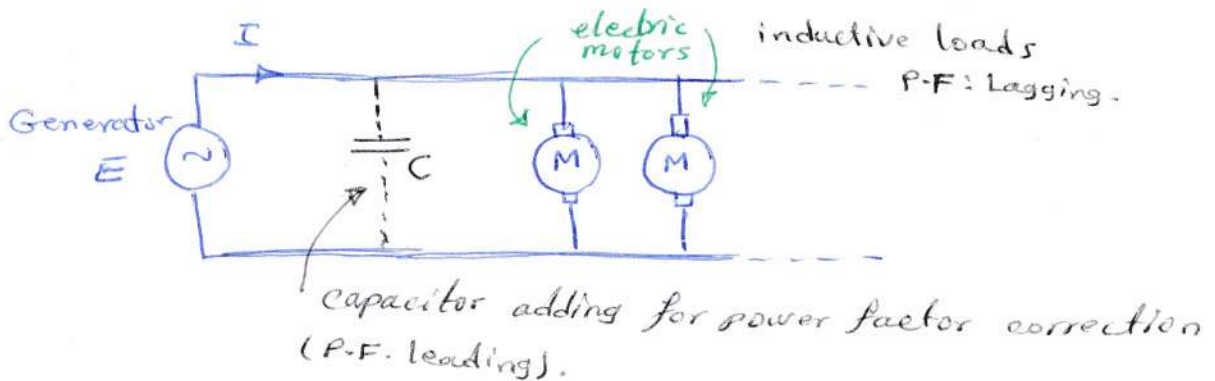 I
electric
motors
inductive loads
P.F: Lagging.
Generator
E
~
C
M
M
capacitor adding for power factor correction
(P.F. leading).